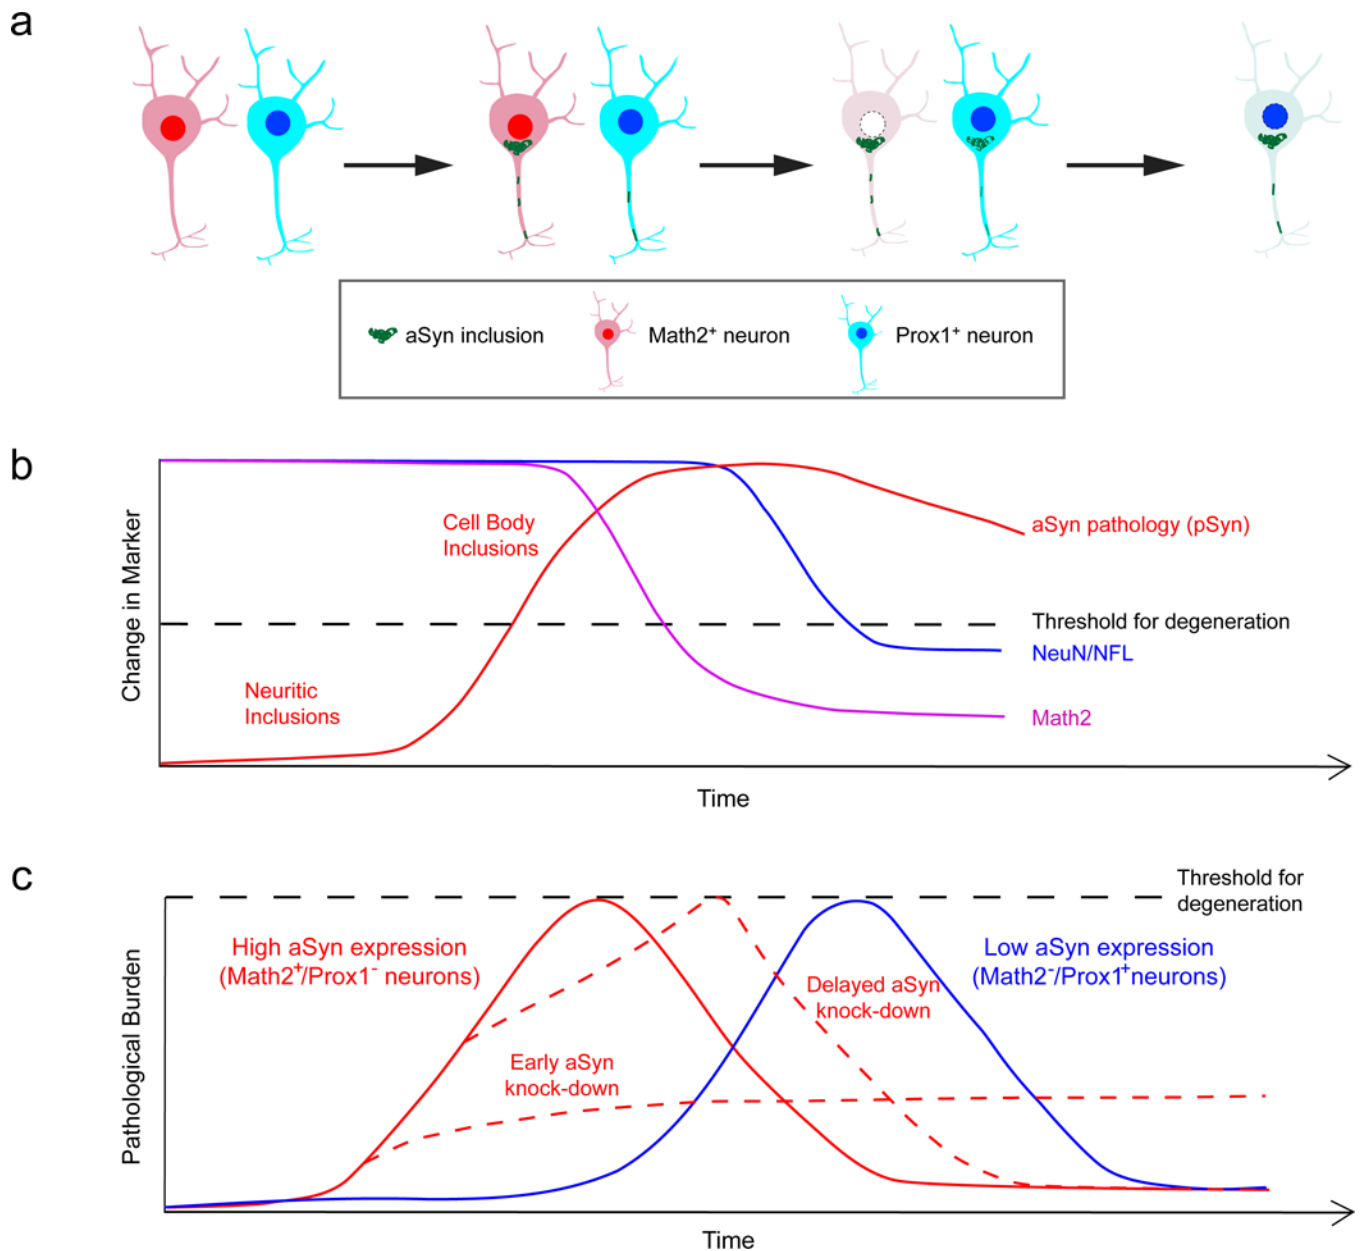 a
aSyn inclusion
Math2⁺ neuron
Prox1⁺ neuron
b
Change in Marker
Cell Body
Inclusions
Neuritic
Inclusions
aSyn pathology (pSyn)
Threshold for degeneration
NeuN/NFL
Math2
Time
c
Pathological Burden
Threshold for
degeneration
High aSyn expression
(Math2⁺/Prox1⁻ neurons)
Low aSyn expression
(Math2⁻/Prox1⁺neurons)
Delayed aSyn
knock-down
Early aSyn
knock-down
Time